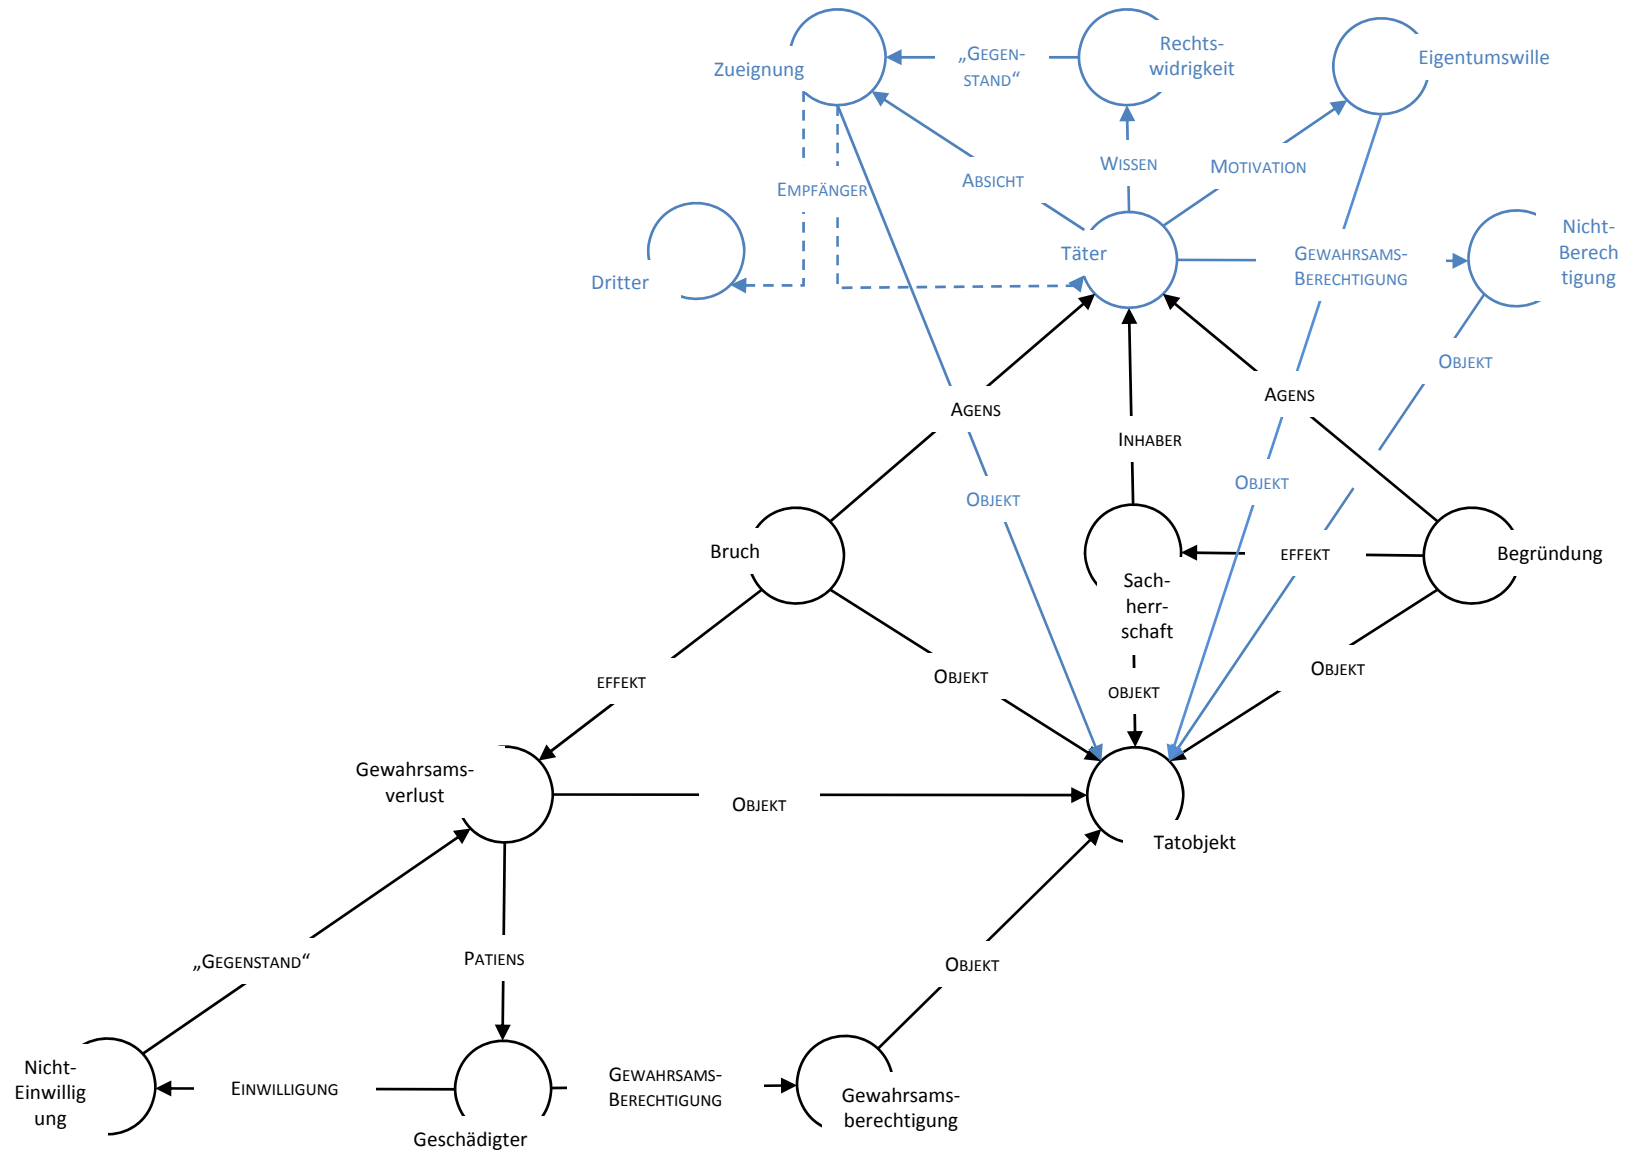 Zueignung
„GEGEN-
STAND“
Rechts-
widrigkeit
Eigentumswille
EMPFÄNGER
ABSICHT
WISSEN
MOTIVATION
Dritter
Täter
GEWAHRSAMS-
BERECHTIGUNG
Nicht-
Berech
tigung
OBJEKT
AGENS
INHABER
AGENS
OBJEKT
OBJEKT
Bruch
Sach-
herr-
schaft
EFFEKT
Begründung
EFFEKT
OBJEKT
OBJEKT
OBJEKT
Gewahrsams-
verlust
OBJEKT
Tatobjekt
„GEGENSTAND“
PATIENS
OBJEKT
Nicht-
Einwillig
ung
EINWILLIGUNG
Geschädigter
GEWAHRSAMS-
BERECHTIGUNG
Gewahrsams-
berechtigung